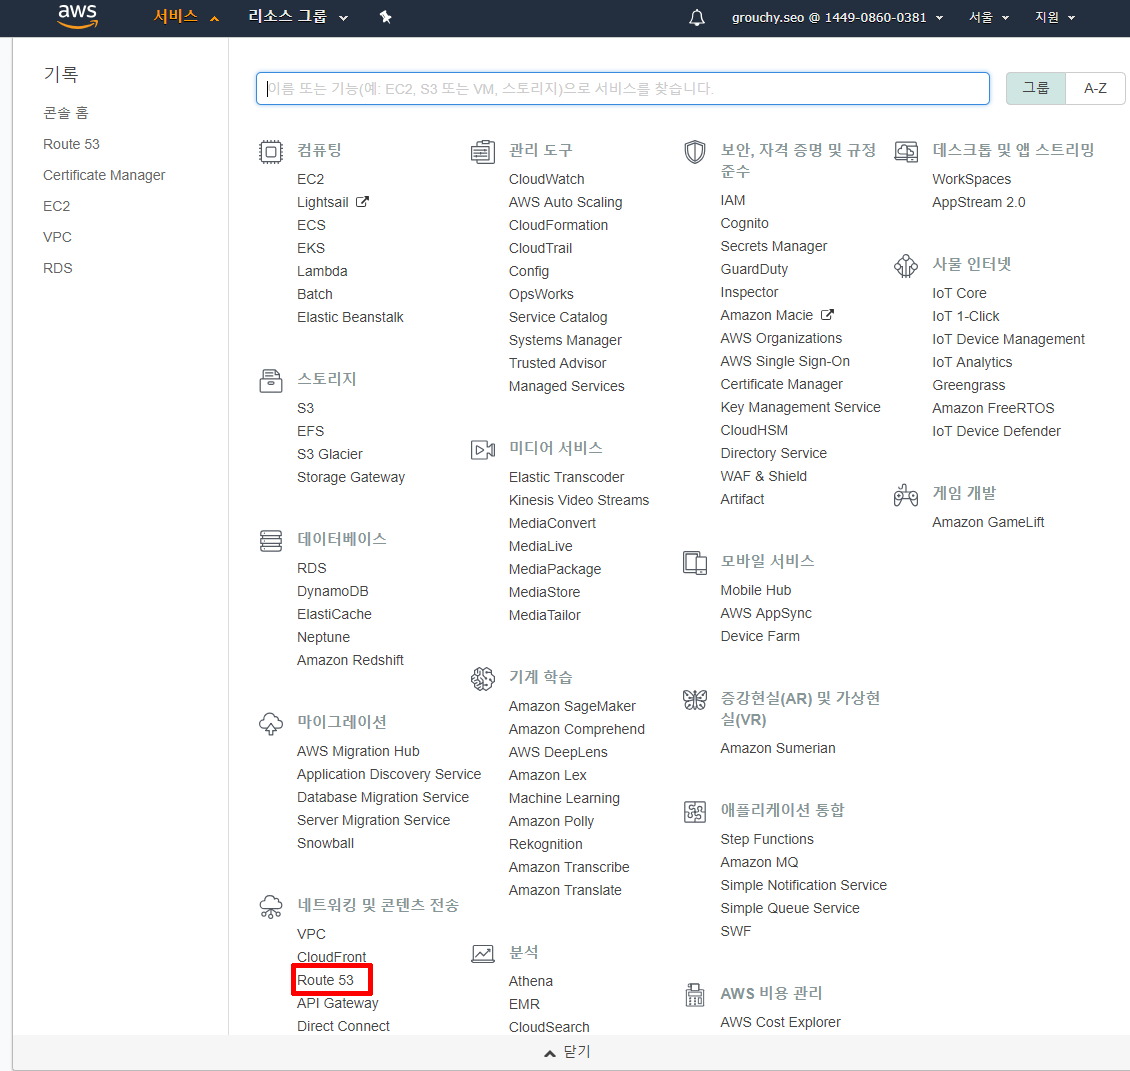 aws
서비스
리소스 그룹
grouchy.seo @ 1449-0860-0381
서울
지원
기록
콘솔 홈
Route 53
Certificate Manager
EC2
VPC
RDS
이름 또는 기능(예: EC2, S3 또는 VM, 스토리지)으로 서비스를 찾습니다.
그룹
A-Z
컴퓨팅
EC2
Lightsail
ECS
EKS
Lambda
Batch
Elastic Beanstalk
스토리지
S3
EFS
S3 Glacier
Storage Gateway
데이터베이스
RDS
DynamoDB
ElastiCache
Neptune
Amazon Redshift
마이그레이션
AWS Migration Hub
Application Discovery Service
Database Migration Service
Server Migration Service
Snowball
네트워킹 및 콘텐츠 전송
VPC
CloudFront
Route 53
API Gateway
Direct Connect
관리 도구
CloudWatch
AWS Auto Scaling
CloudFormation
CloudTrail
Config
OpsWorks
Service Catalog
Systems Manager
Trusted Advisor
Managed Services
미디어 서비스
Elastic Transcoder
Kinesis Video Streams
MediaConvert
MediaLive
MediaPackage
MediaStore
MediaTailor
기계 학습
Amazon SageMaker
Amazon Comprehend
AWS DeepLens
Amazon Lex
Machine Learning
Amazon Polly
Rekognition
Amazon Transcribe
Amazon Translate
분석
Athena
EMR
CloudSearch
보안, 자격 증명 및 규정
준수
IAM
Cognito
Secrets Manager
GuardDuty
Inspector
Amazon Macie
AWS Organizations
AWS Single Sign-On
Certificate Manager
Key Management Service
CloudHSM
Directory Service
WAF & Shield
Artifact
모바일 서비스
Mobile Hub
AWS AppSync
Device Farm
증강현실(AR) 및 가상현
실(VR)
Amazon Sumerian
애플리케이션 통합
Step Functions
Amazon MQ
Simple Notification Service
Simple Queue Service
SWF
AWS 비용 관리
AWS Cost Explorer
데스크톱 및 앱 스트리밍
WorkSpaces
AppStream 2.0
사물 인터넷
IoT Core
IoT 1-Click
IoT Device Management
IoT Analytics
Greengrass
Amazon FreeRTOS
IoT Device Defender
게임 개발
Amazon GameLift
닫기